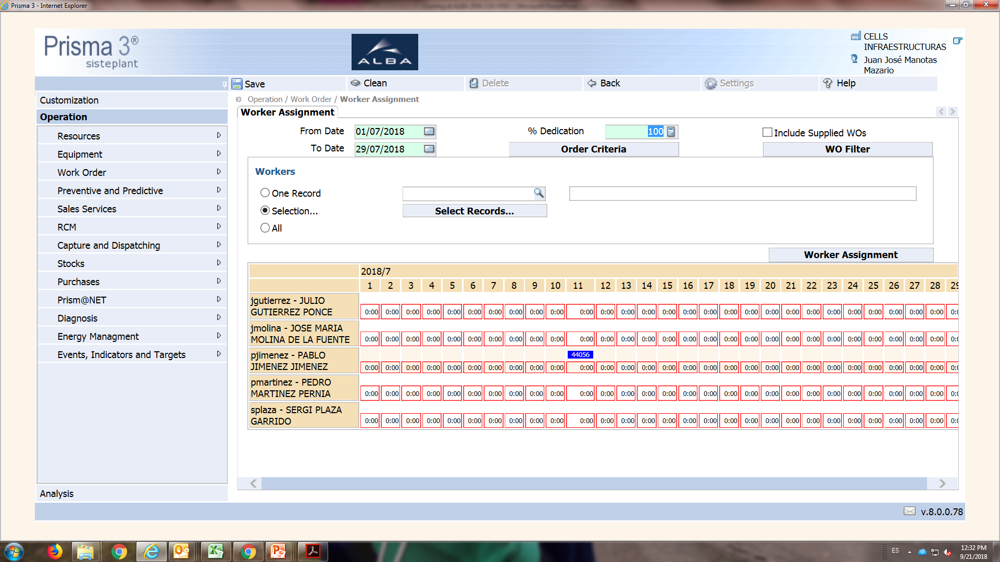 Prisma 3 - Internet Explorer
Prisma 3®
sisteplant
ALBA
CELLS
INFRAESTRUCTURAS
Juan José Manotas
Mazario
Save
Clean
Delete
Back
Settings
Help
Customization
Operation
Resources
Equipment
Work Order
Preventive and Predictive
Sales Services
RCM
Capture and Dispatching
Stocks
Purchases
Prism@NET
Diagnosis
Energy Managment
Events, Indicators and Targets
Analysis
Operation / Work Order / Worker Assignment
Worker Assignment
From Date 01/07/2018 % Dedication 100 Include Supplied WOs
To Date 29/07/2018 Order Criteria WO Filter
Workers
One Record
Selection... Select Records...
All
Worker Assignment
2018/7
1 2 3 4 5 6 7 8 9 10 11 12 13 14 15 16 17 18 19 20 21 22 23 24 25 26 27 28 29
jgutierrez - JULIO
GUTIERREZ PONCE 0:00 0:00 0:00 0:00 0:00 0:00 0:00 0:00 0:00 0:00 0:00 0:00 0:00 0:00 0:00 0:00 0:00 0:00 0:00 0:00 0:00 0:00 0:00 0:00 0:00 0:00 0:00 0:00
jmolina - JOSE MARIA
MOLINA DE LA FUENTE 0:00 0:00 0:00 0:00 0:00 0:00 0:00 0:00 0:00 0:00 0:00 0:00 0:00 0:00 0:00 0:00 0:00 0:00 0:00 0:00 0:00 0:00 0:00 0:00 0:00 0:00 0:00 0:00
pjimenez - PABLO 44056
JIMENEZ JIMENEZ 0:00 0:00 0:00 0:00 0:00 0:00 0:00 0:00 0:00 0:00 0:00 0:00 0:00 0:00 0:00 0:00 0:00 0:00 0:00 0:00 0:00 0:00 0:00 0:00 0:00 0:00 0:00 0:00
pmartinez - PEDRO
MARTINEZ PERNIA 0:00 0:00 0:00 0:00 0:00 0:00 0:00 0:00 0:00 0:00 0:00 0:00 0:00 0:00 0:00 0:00 0:00 0:00 0:00 0:00 0:00 0:00 0:00 0:00 0:00 0:00 0:00 0:00
splaza - SERGI PLAZA
GARRIDO 0:00 0:00 0:00 0:00 0:00 0:00 0:00 0:00 0:00 0:00 0:00 0:00 0:00 0:00 0:00 0:00 0:00 0:00 0:00 0:00 0:00 0:00 0:00 0:00 0:00 0:00 0:00 0:00
v.8.0.0.78
ES
12:32 PM
9/21/2018